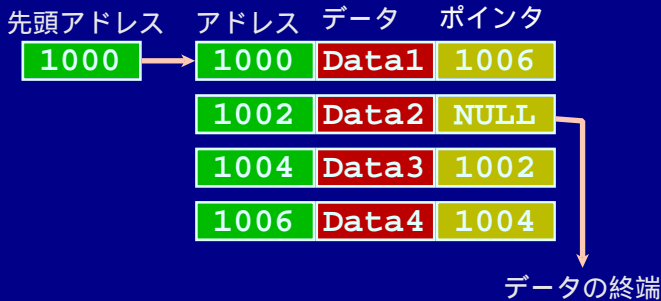 先頭アドレス アドレス データ ポインタ
1000 1000 Data1 1006
1002 Data2 NULL
1004 Data3 1002
1006 Data4 1004
データの終端